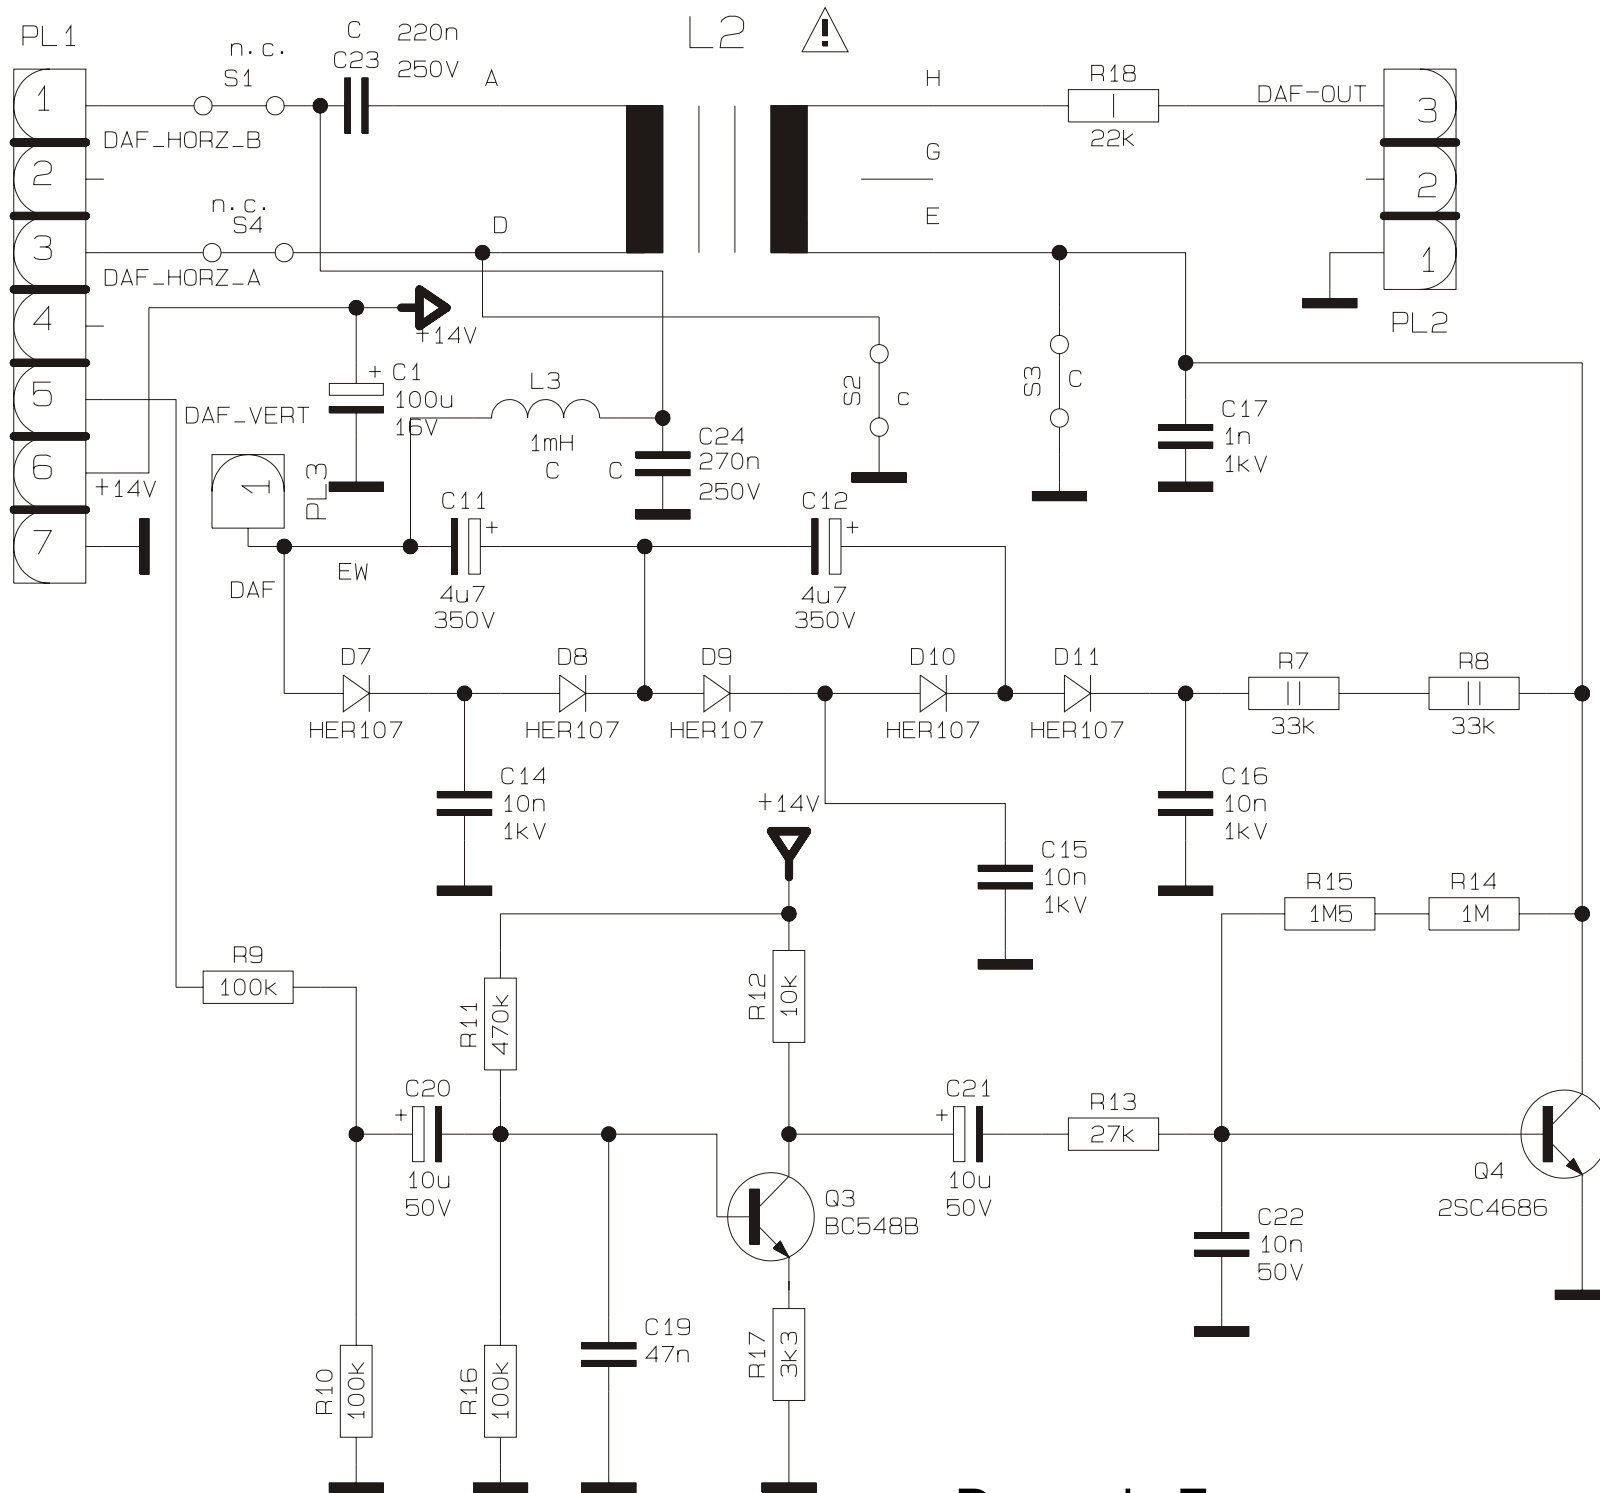 PL1
n.c.
S1
C 220n
C23 250V
A
L2
!
H
R18
22k
DAF-OUT
1
DAF_HORZ_B
2
n.c.
S4
D
G
E
3
2
1
PL2
3
DAF_HORZ_A
4
+14V
+ C1
100u
16V
L3
1mH
C
C
C24
270n
250V
S2
c
S3
C
C17
1n
1kV
5
DAF_VERT
6
+14V
1
PL3
7
DAF
EW
C11
+
4u7
350V
C12
+
4u7
350V
D7
HER107
D8
HER107
D9
HER107
D10
HER107
D11
HER107
R7
33k
R8
33k
C14
10n
1kV
+14V
C15
10n
1kV
C16
10n
1kV
R15
1M5
R14
1M
R9
100k
R11
470k
R12
10k
C20
+
10u
50V
C21
+
10u
50V
R13
27k
Q3
BC548B
Q4
2SC4686
C22
10n
50V
R10
100k
R16
100k
C19
47n
R17
3k3